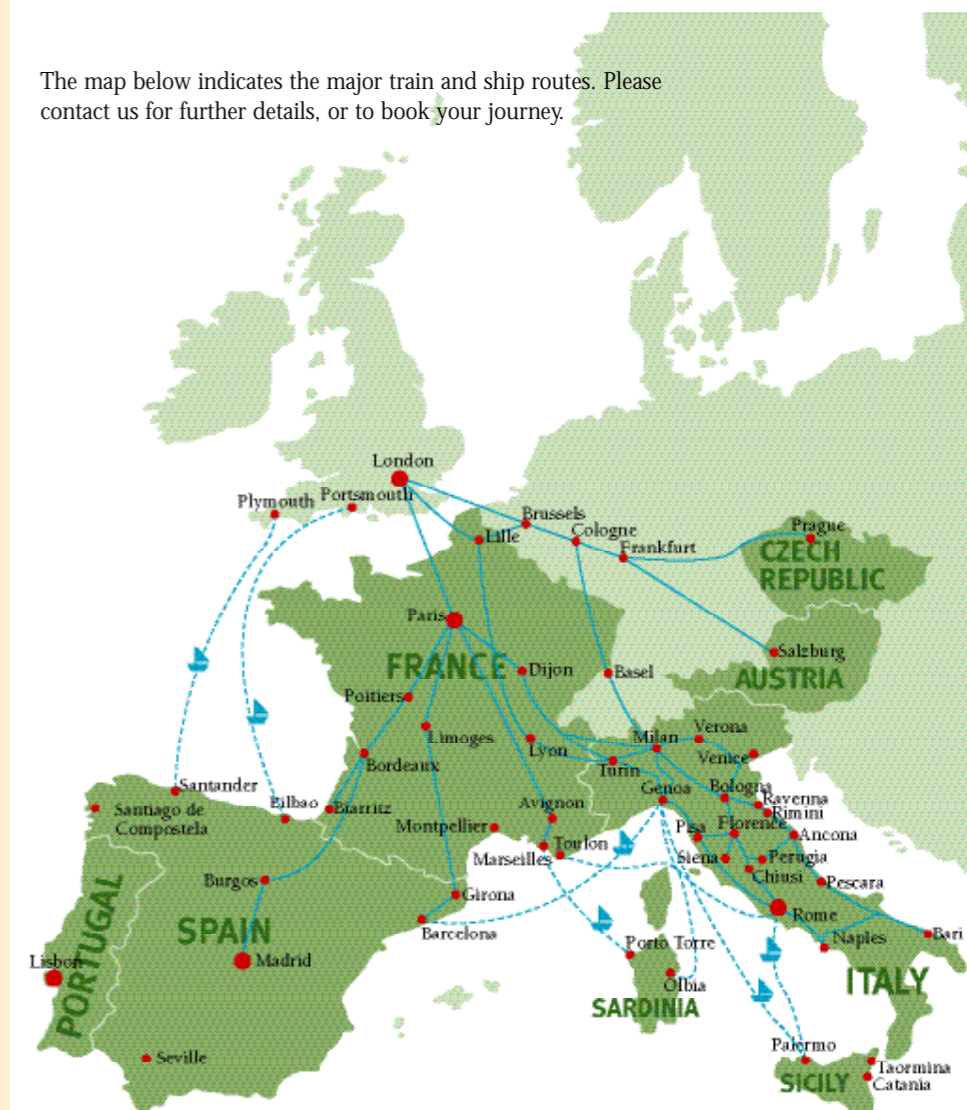 The map below indicates the major train and ship routes. Please
contact us for further details, or to book your journey.
London
Plymouth
Portsmouth
Brussels
Lille
Cologne
Frankfurt
Prague
CZECH
REPUBLIC
Paris
FRANCE
Dijon
Basel
Salzburg
AUSTRIA
Poitiers
Limoges
Lyon
Milan
Verona
Venice
Turin
Bordeaux
Santander
Bilbao
Biarritz
Santiago de
Compostela
Avignon
Genoa
Bologna
Ravenna
Rimini
Montpellier
Toulon
Marseilles
Pisa
Florence
Ancona
Siena
Perugia
Chiusi
Pescara
Burgos
Girona
Barcelona
Rome
Naples
Bari
SPAIN
PORTUGAL
Lisbon
Madrid
Porto Torre
Olbia
SARDINIA
ITALY
Seville
Palermo
Taormina
Catania
SICILY